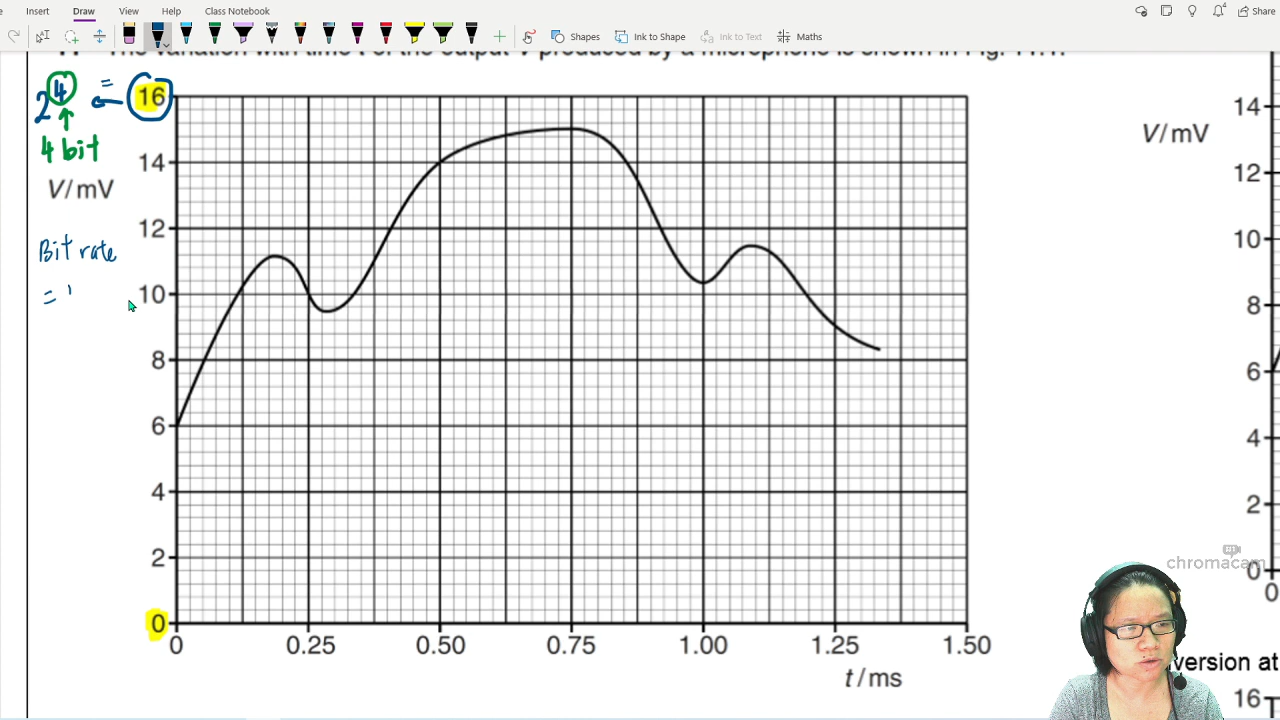 Insert Draw View Help Class Notebook Share
Shapes Ink to Shape Ink to Text Maths
The variation with time t of the output V produced by a microphone is shown in Fig. 11.1.
2 4 = 16
4 bit
V/mV
Bit rate
=
14
12
10
8
6
4
2
0
0 0.25 0.50 0.75 1.00 1.25 1.50
t/ms
V/mV
14
12
10
8
6
4
2
0
0
chromacam
version at
16